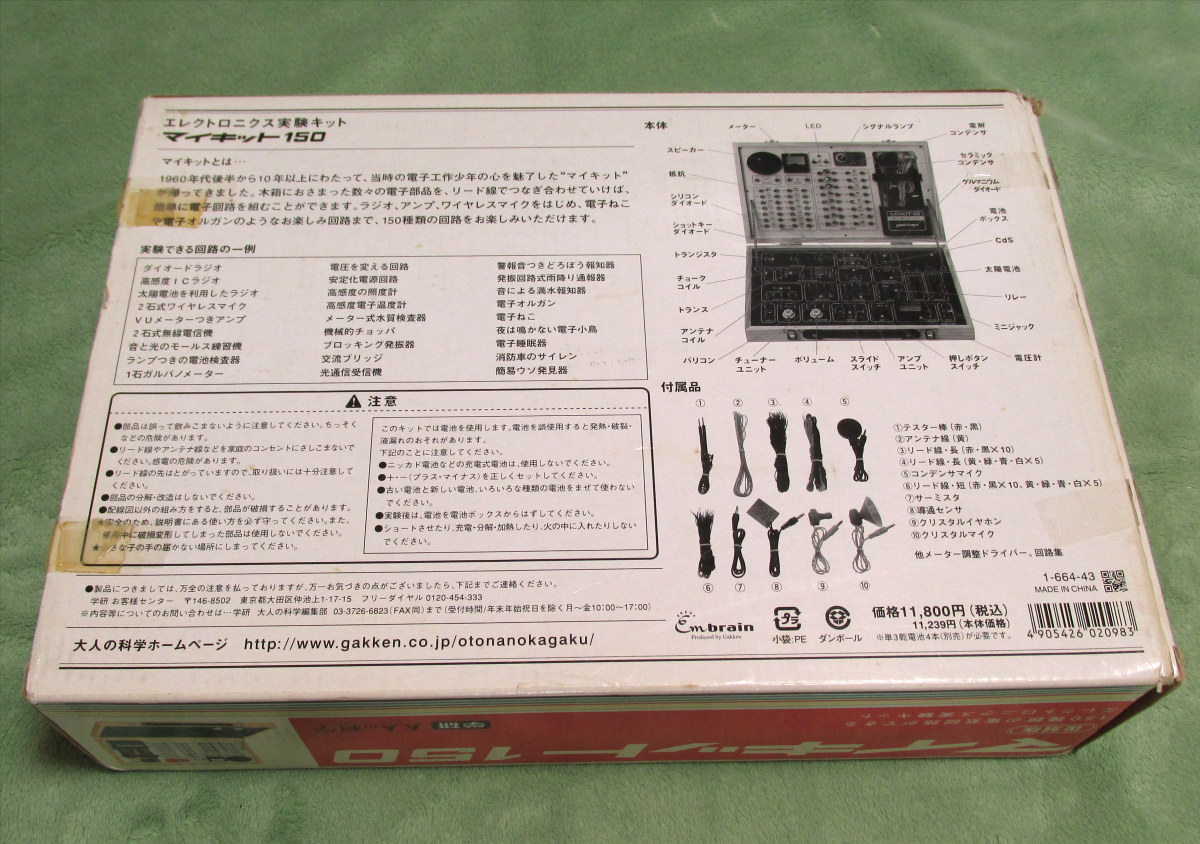 エレクトロニクス実験キット
マイキット150
マイキットとは…
1960年代後半から10年以上にわたって、当時の電子工作少年の心を魅了した“マイキット”
が帰ってきました。木箱におさまった数々の電子部品を、リード線でつなぎ合わせていけば、
簡単に電子回路を組むことができます。ラジオ、アンプ、ワイヤレスマイクをはじめ、電子ねこ
や電子オルガンのようなお楽しみ回路まで、150種類の回路をお楽しみいただけます。
実験できる回路の一例
ダイオードラジオ
高感度ICラジオ
太陽電池を利用したラジオ
2石式ワイヤレスマイク
VUメーターつきアンプ
2石式無線電信機
音と光のモールス練習機
ランプつきの電池検査器
1石ガルバノメーター
電圧を変える回路
安定化電源回路
高感度の照度計
高感度電子温度計
メーター式水質検査器
機械的チョッパ
ブロッキング発振器
交流ブリッジ
光通信受信機
警報音つきどろぼう報知器
発振回路式雨降り通報器
音による満水報知器
電子オルガン
電子ねこ
夜は鳴かない電子小鳥
電子睡眠器
消防車のサイレン
簡易ウソ発見器
注意
●部品は誤って飲みこまないように注意してください。ちっそく
などの危険があります。
●リード線やアンテナ線などを家庭のコンセントにさしこまないで
ください。感電の危険があります。
●リード線の先はとがっていますので、取り扱いには十分注意して
ください。
●部品の分解・改造はしないでください。
●配線図以外の組み方をすると、部品が破損することがあります。
★安全のため、説明書にある使い方を必ず守ってください。また、
使用中に破損変形してしまった部品は使用しないでください。
★小さな子の手の届かない場所にしまってください。
このキットでは電池を使用します。電池を誤使用すると発熱・破裂・
液漏れのおそれがあります。
下記のことに注意してください。
●ニッカド電池などの充電式電池は、使用しないでください。
●＋・−(プラス・マイナス)を正しくセットしてください。
●古い電池と新しい電池、いろいろな種類の電池をまぜて使わない
でください。
●実験後は、電池を電池ボックスからはずしてください。
●ショートさせたり、充電・分解・加熱したり、火の中に入れたりしない
でください。
●製品につきましては、万全の注意を払っておりますが、万一お気づきの点がございましたら、下記までご連絡ください。
学研 お客様センター 〒146-8502 東京都大田区仲池上1-17-15 フリーダイヤル 0120-454-333
※内容等についてのお問い合わせは…学研 大人の科学編集部 03-3726-6823(FAX同)まで(受付時間/年末年始祝日を除く月〜金10:00〜17:00)
大人の科学ホームページ http://www.gakken.co.jp/otonanokagaku/
本体
メーター
LED
シグナルランプ
電解
コンデンサ
スピーカー
セラミック
コンデンサ
抵抗
ゲルマニウム
ダイオード
シリコン
ダイオード
電池
ボックス
ショットキー
ダイオード
CdS
トランジスタ
太陽電池
チョーク
コイル
リレー
トランス
ミニジャック
アンテナ
コイル
バリコン
チューナー
ユニット
ボリューム
スライド
スイッチ
アンプ
ユニット
押しボタン
スイッチ
電圧計
付属品
① ② ③ ④ ⑤
⑥ ⑦ ⑧ ⑨ ⑩
①テスター棒(赤・黒)
②アンテナ線(黄)
③リード線・長(赤・黒×10)
④リード線・長(黄・緑・青・白×5)
⑤コンデンサマイク
⑥リード線・短(赤・黒×10、黄・緑・青・白×5)
⑦サーミスタ
⑧導通センサ
⑨クリスタルイヤホン
⑩クリスタルマイク
他メーター調整ドライバー、回路集
1-664-43
MADE IN CHINA
Embrain
Produced by Gakken
プラ
小袋:PE
ダンボール
価格11,800円(税込)
11,239円(本体価格)
※単3乾電池4本(別売)が必要です。
4905426020983
復刻版
150種類の電気回路ができる
エレクトロニクス実験キット
マイキット150
学研 大人の科学